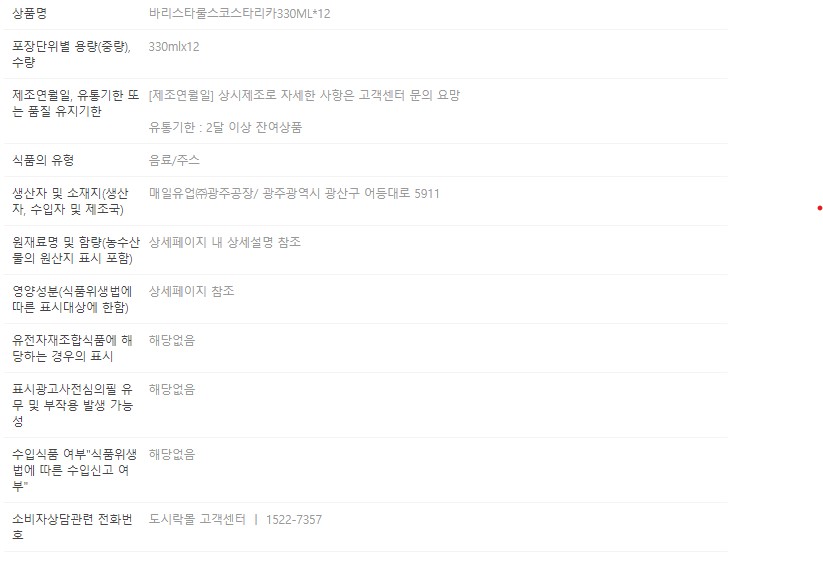 상품명
바리스타룰스코스타리카330ML*12
포장단위별 용량(중량),
수량
330mlx12
제조연월일, 유통기한 또
는 품질 유지기한
[제조연월일] 상시제조로 자세한 사항은 고객센터 문의 요망
유통기한 : 2달 이상 잔여상품
식품의 유형
음료/주스
생산자 및 소재지(생산
자, 수입자 및 제조국)
매일유업㈜광주공장/ 광주광역시 광산구 어등대로 5911
원재료명 및 함량(농수산
물의 원산지 표시 포함)
상세페이지 내 상세설명 참조
영양성분(식품위생법에
따른 표시대상에 한함)
상세페이지 참조
유전자재조합식품에 해
당하는 경우의 표시
해당없음
표시광고사전심의필 유
무 및 부작용 발생 가능
성
해당없음
수입식품 여부"식품위생
법에 따른 수입신고 여
부"
해당없음
소비자상담관련 전화번
호
도시락몰 고객센터 ㅣ 1522-7357